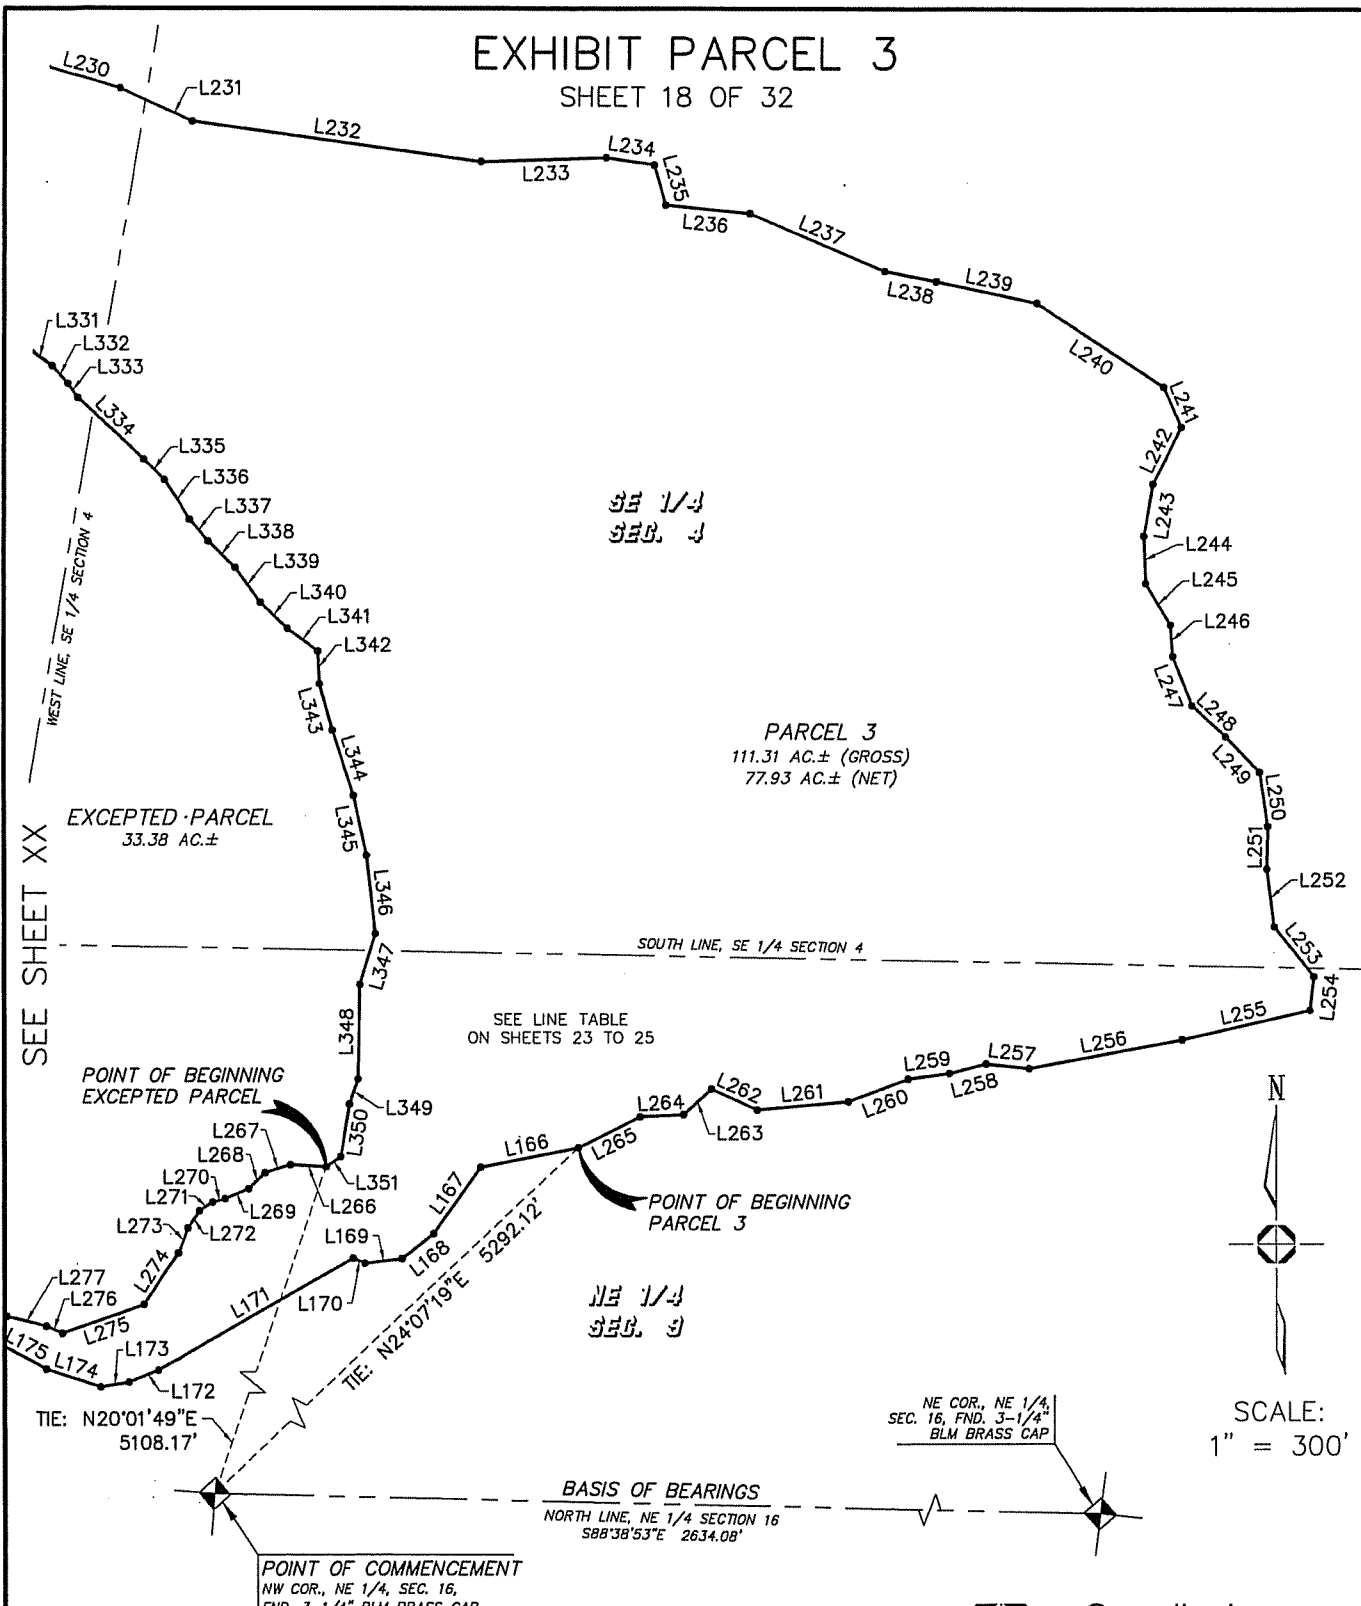 EXHIBIT PARCEL 3
SHEET 18 OF 32
L230
L231
L232
L233
L234
L235
L236
L237
L238
L239
L240
L241
L242
L243
L244
L245
L246
L247
L248
L249
L250
L251
L252
L253
L254
L255
L256
L257
L258
L259
L260
L261
L262
L263
L264
L265
L331
L332
L333
L334
L335
L336
L337
L338
L339
L340
L341
L342
L343
L344
L345
L346
L347
L348
L349
L350
L351
WEST LINE, SE 1/4 SECTION 4
SE 1/4
SEC. 4
PARCEL 3
111.31 AC.± (GROSS)
77.93 AC.± (NET)
EXCEPTED PARCEL
33.38 AC.±
SEE SHEET XX
SOUTH LINE, SE 1/4 SECTION 4
SEE LINE TABLE
ON SHEETS 23 TO 25
POINT OF BEGINNING
EXCEPTED PARCEL
L266
L267
L268
L269
L270
L271
L272
L273
L274
L275
L276
L277
L166
L167
L168
L169
L170
L171
L172
L173
L174
L175
POINT OF BEGINNING
PARCEL 3
TIE: N24°07'19"E 5292.12'
NE 1/4
SEC. 9
N
TIE: N20°01'49"E
5108.17'
NE COR., NE 1/4,
SEC. 16, FND. 3-1/4"
BLM BRASS CAP
SCALE:
1" = 300'
BASIS OF BEARINGS
NORTH LINE, NE 1/4 SECTION 16
S88°38'53"E 2634.08'
POINT OF COMMENCEMENT
NW COR., NE 1/4, SEC. 16,
FND. 3-1/4" BLM BRASS CAP